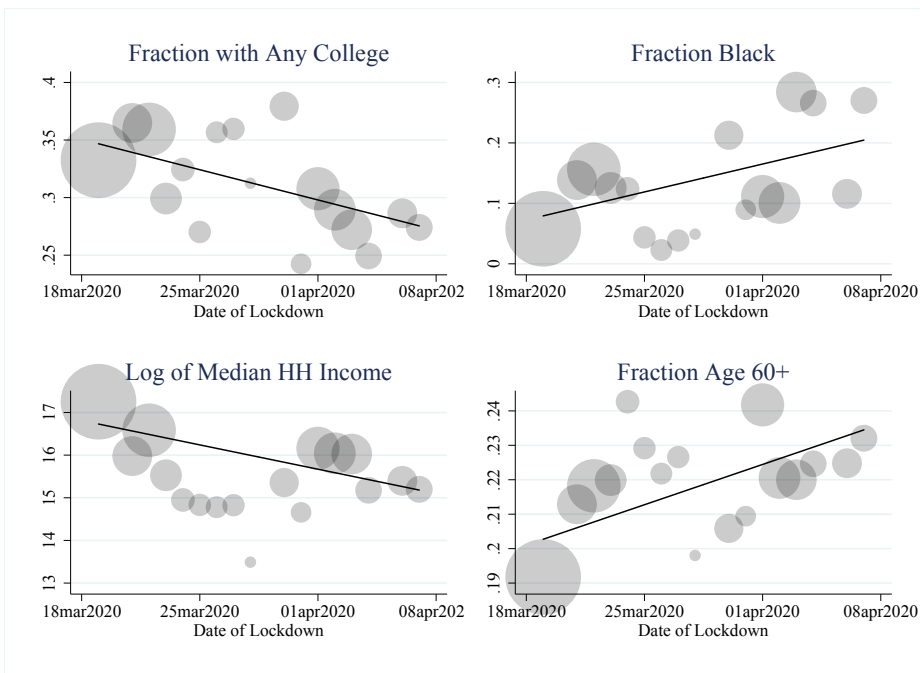 Fraction with Any College
.4
.35
.3
.25
18mar2020 25mar2020 01apr2020 08apr202
Date of Lockdown
Fraction Black
.3
.2
.1
0
18mar2020 25mar2020 01apr2020 08apr2020
Date of Lockdown
Log of Median HH Income
17
16
15
14
13
18mar2020 25mar2020 01apr2020 08apr202
Date of Lockdown
Fraction Age 60+
.24
.23
.22
.21
.2
.19
18mar2020 25mar2020 01apr2020 08apr2020
Date of Lockdown